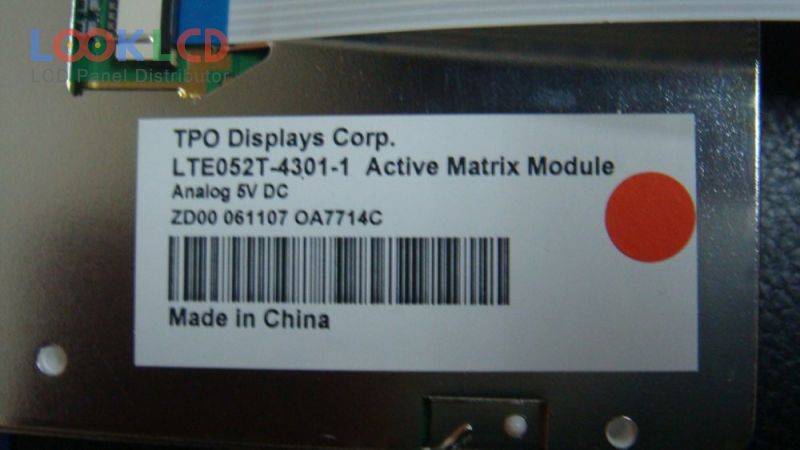 LOOK LCD
LCD Panel Distributor
TPO Displays Corp.
LTE052T-4301-1 Active Matrix Module
Analog 5V DC
ZD00 061107 OA7714C
Made in China